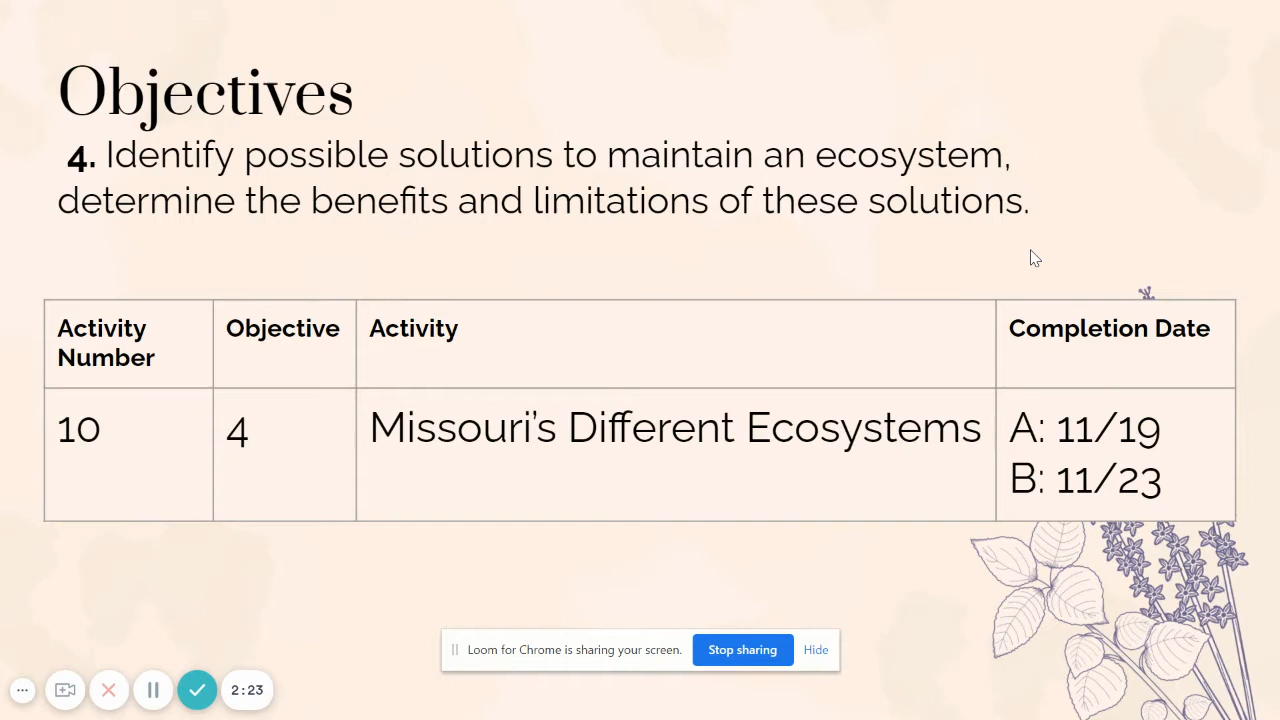 Objectives
4. Identify possible solutions to maintain an ecosystem,
determine the benefits and limitations of these solutions.
Activity Number
Objective
Activity
Completion Date
10
4
Missouri's Different Ecosystems
A: 11/19
B: 11/23
Loom for Chrome is sharing your screen.
Stop sharing
Hide
2:23